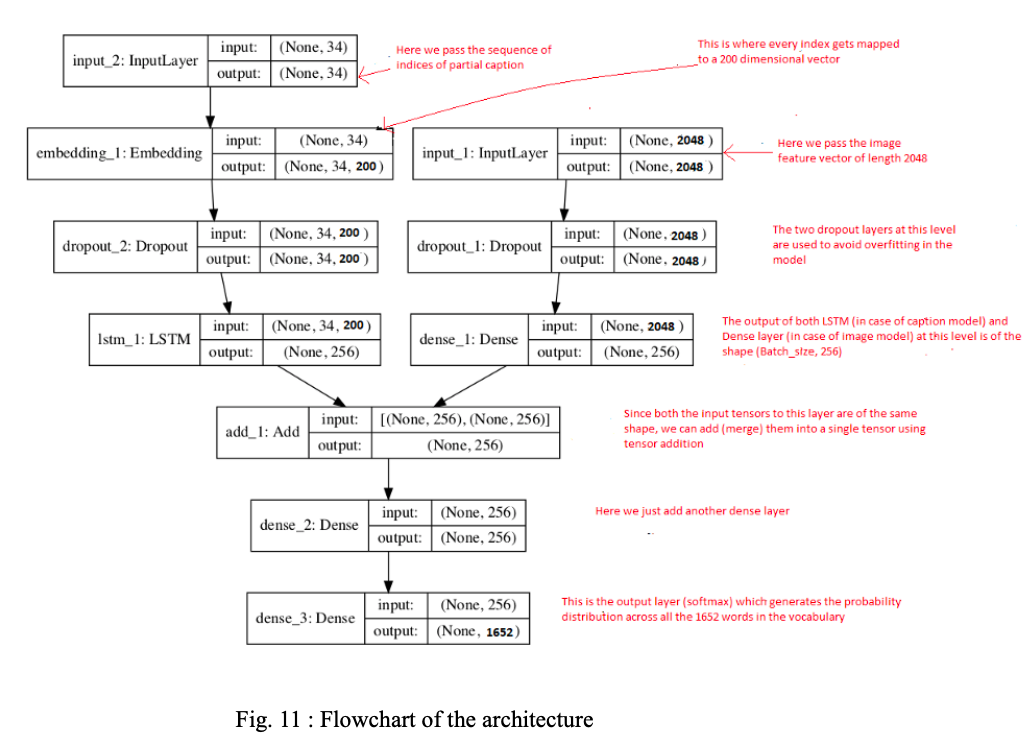 input_2: InputLayer
input: (None, 34)
output: (None, 34)
Here we pass the sequence of
indices of partial caption
This is where every index gets mapped
to a 200 dimensional vector
embedding_1: Embedding
input: (None, 34)
output: (None, 34, 200 )
input_1: InputLayer
input: (None, 2048 )
output: (None, 2048 )
Here we pass the image
feature vector of length 2048
dropout_2: Dropout
input: (None, 34, 200 )
output: (None, 34, 200 )
dropout_1: Dropout
input: (None, 2048 )
output: (None, 2048 )
The two dropout layers at this level
are used to avoid overfitting in the
model
lstm_1: LSTM
input: (None, 34, 200 )
output: (None, 256)
dense_1: Dense
input: (None, 2048 )
output: (None, 256)
The output of both LSTM (in case of caption model) and
Dense layer (in case of image model) at this level is of the
shape (Batch_size, 256)
add_1: Add
input: [(None, 256), (None, 256)]
output: (None, 256)
Since both the input tensors to this layer are of the same
shape, we can add (merge) them into a single tensor using
tensor addition
dense_2: Dense
input: (None, 256)
output: (None, 256)
Here we just add another dense layer
dense_3: Dense
input: (None, 256)
output: (None, 1652 )
This is the output layer (softmax) which generates the probability
distribution across all the 1652 words in the vocabulary
Fig. 11 : Flowchart of the architecture